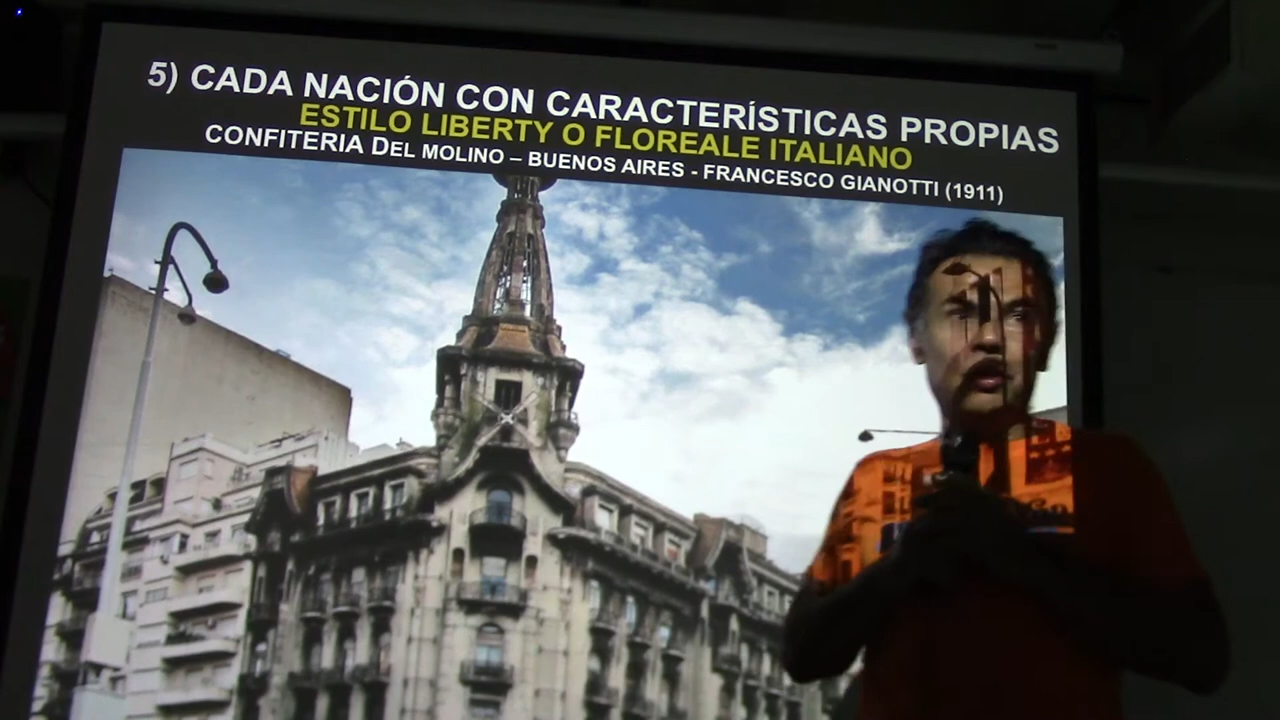 5) CADA NACIÓN CON CARACTERÍSTICAS PROPIAS
ESTILO LIBERTY O FLOREALE ITALIANO
CONFITERIA DEL MOLINO – BUENOS AIRES - FRANCESCO GIANOTTI (1911)